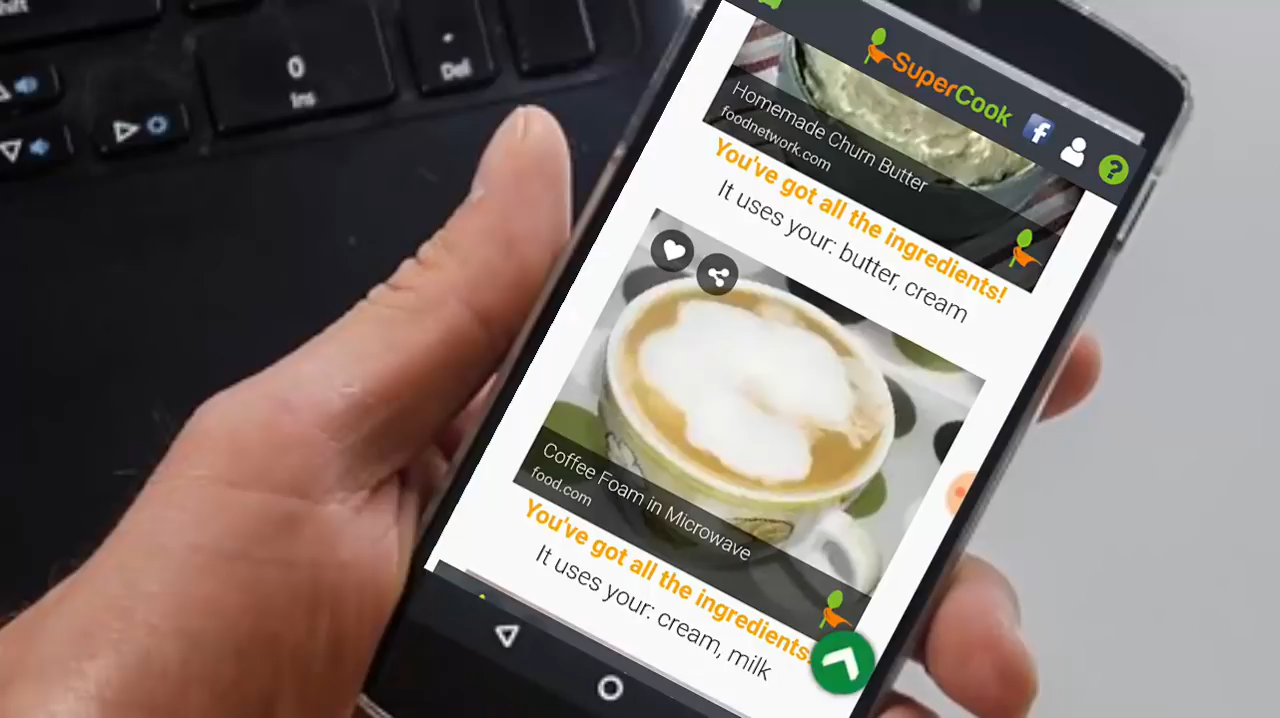 Shift
0
Ins
.
Del
SuperCook
f
?
Homemade Churn Butter
foodnetwork.com
You've got all the ingredients!
It uses your: butter, cream
Coffee Foam in Microwave
food.com
You've got all the ingredients!
It uses your: cream, milk